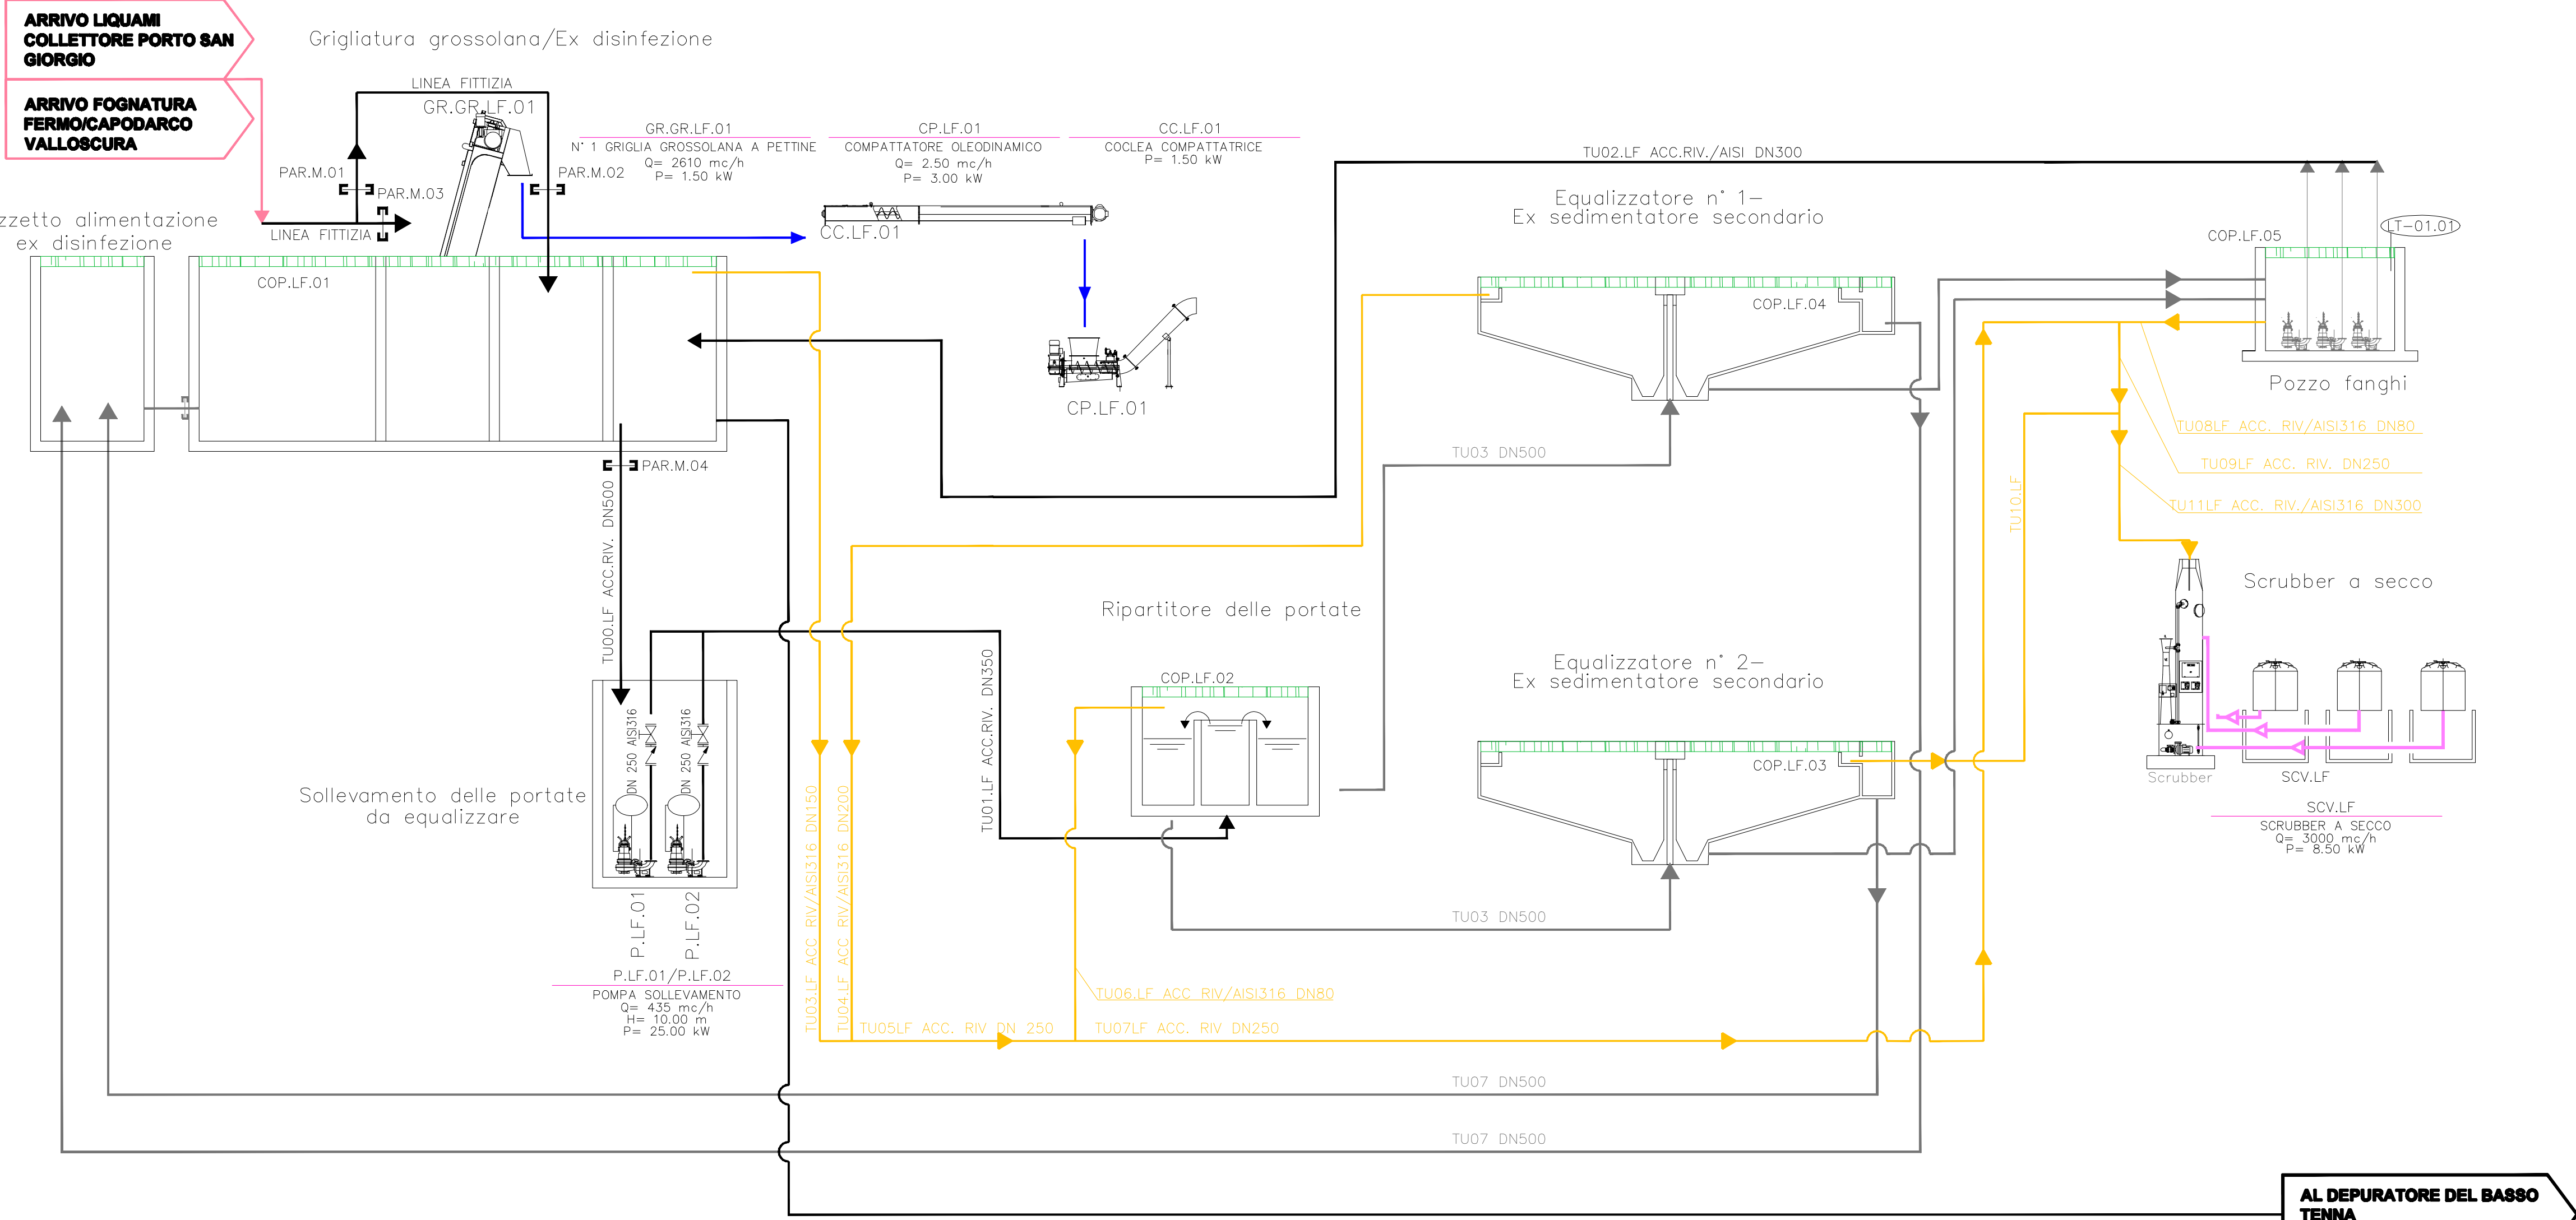 ARRIVO LIQUAMI
COLLETTORE PORTO SAN
GIORGIO
ARRIVO FOGNATURA
FERMO/CAPODARCO
VALLOSCURA
Grigliatura grossolana/Ex disinfezione
LINEA FITTIZIA
GR.GR.LF.01
PAR.M.01
PAR.M.03
PAR.M.02
LINEA FITTIZIA
GR.GR.LF.01
N° 1 GRIGLIA GROSSOLANA A PETTINE
Q= 2610 mc/h
P= 1.50 kW
CP.LF.01
COMPATTATORE OLEODINAMICO
Q= 2.50 mc/h
P= 3.00 kW
CC.LF.01
COCLEA COMPATTATRICE
P= 1.50 kW
zzetto alimentazione
ex disinfezione
COP.LF.01
CC.LF.01
CP.LF.01
TU02.LF ACC.RIV./AISI DN300
Equalizzatore n° 1-
Ex sedimentatore secondario
COP.LF.04
COP.LF.05
LT-01.01
Pozzo fanghi
TU08LF ACC. RIV/AISI316 DN80
TU09LF ACC. RIV. DN250
TU11LF ACC. RIV./AISI316 DN300
TU10.LF
TU03 DN500
PAR.M.04
TU00.LF ACC.RIV. DN500
Ripartitore delle portate
COP.LF.02
TU01.LF ACC.RIV. DN350
Equalizzatore n° 2-
Ex sedimentatore secondario
COP.LF.03
Scrubber a secco
Scrubber
SCV.LF
SCV.LF
SCRUBBER A SECCO
Q= 3000 mc/h
P= 8.50 kW
Sollevamento delle portate
da equalizzare
DN 250 AISI316
DN 250 AISI316
P.LF.01
P.LF.02
P.LF.01/P.LF.02
POMPA SOLLEVAMENTO
Q= 435 mc/h
H= 10.00 m
P= 25.00 kW
TU03.LF ACC RIV/AISI316 DN150
TU04.LF ACC RIV/AISI316 DN200
TU03 DN500
TU06.LF ACC RIV/AISI316 DN80
TU05LF ACC. RIV DN 250
TU07LF ACC. RIV DN250
TU07 DN500
TU07 DN500
AL DEPURATORE DEL BASSO
TENNA